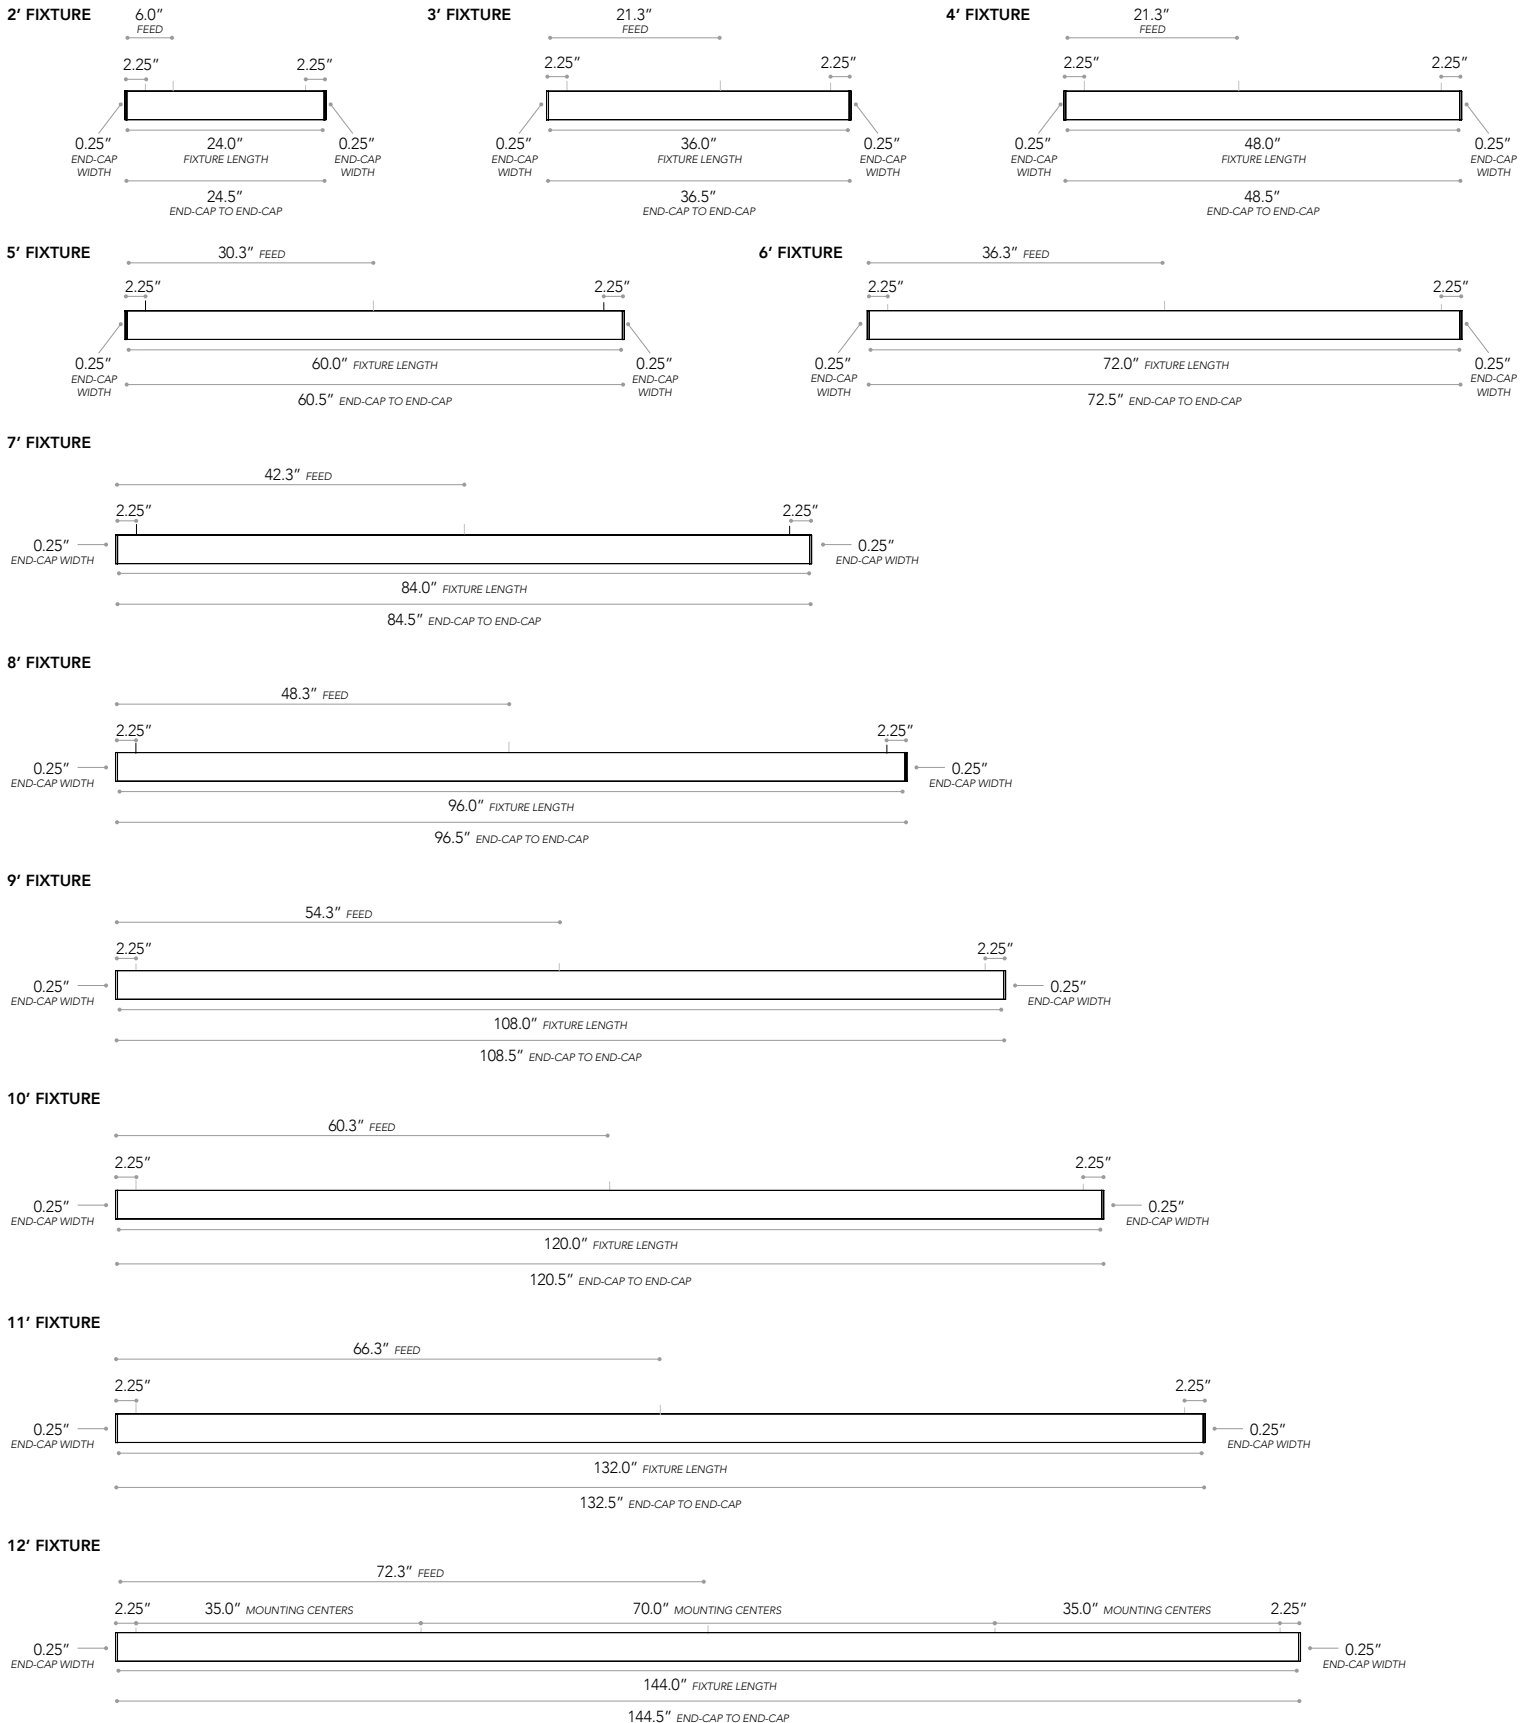 2’ FIXTURE
6.0”
FEED
2.25”
2.25”
0.25”
END-CAP
WIDTH
24.0”
FIXTURE LENGTH
0.25”
END-CAP
WIDTH
24.5”
END-CAP TO END-CAP
3’ FIXTURE
21.3”
FEED
2.25”
2.25”
0.25”
END-CAP
WIDTH
36.0”
FIXTURE LENGTH
0.25”
END-CAP
WIDTH
36.5”
END-CAP TO END-CAP
4’ FIXTURE
21.3”
FEED
2.25”
2.25”
0.25”
END-CAP
WIDTH
48.0”
FIXTURE LENGTH
0.25”
END-CAP
WIDTH
48.5”
END-CAP TO END-CAP
5’ FIXTURE
30.3” FEED
2.25”
2.25”
0.25”
END-CAP
WIDTH
60.0” FIXTURE LENGTH
0.25”
END-CAP
WIDTH
60.5” END-CAP TO END-CAP
6’ FIXTURE
36.3” FEED
2.25”
2.25”
0.25”
END-CAP
WIDTH
72.0” FIXTURE LENGTH
0.25”
END-CAP
WIDTH
72.5” END-CAP TO END-CAP
7’ FIXTURE
42.3” FEED
2.25”
2.25”
0.25”
END-CAP WIDTH
0.25”
END-CAP WIDTH
84.0” FIXTURE LENGTH
84.5” END-CAP TO END-CAP
8’ FIXTURE
48.3” FEED
2.25”
2.25”
0.25”
END-CAP WIDTH
0.25”
END-CAP WIDTH
96.0” FIXTURE LENGTH
96.5” END-CAP TO END-CAP
9’ FIXTURE
54.3” FEED
2.25”
2.25”
0.25”
END-CAP WIDTH
0.25”
END-CAP WIDTH
108.0” FIXTURE LENGTH
108.5” END-CAP TO END-CAP
10’ FIXTURE
60.3” FEED
2.25”
2.25”
0.25”
END-CAP WIDTH
0.25”
END-CAP WIDTH
120.0” FIXTURE LENGTH
120.5” END-CAP TO END-CAP
11’ FIXTURE
66.3” FEED
2.25”
2.25”
0.25”
END-CAP WIDTH
0.25”
END-CAP WIDTH
132.0” FIXTURE LENGTH
132.5” END-CAP TO END-CAP
12’ FIXTURE
72.3” FEED
2.25” 35.0” MOUNTING CENTERS 70.0” MOUNTING CENTERS 35.0” MOUNTING CENTERS 2.25”
0.25”
END-CAP WIDTH
0.25”
END-CAP WIDTH
144.0” FIXTURE LENGTH
144.5” END-CAP TO END-CAP